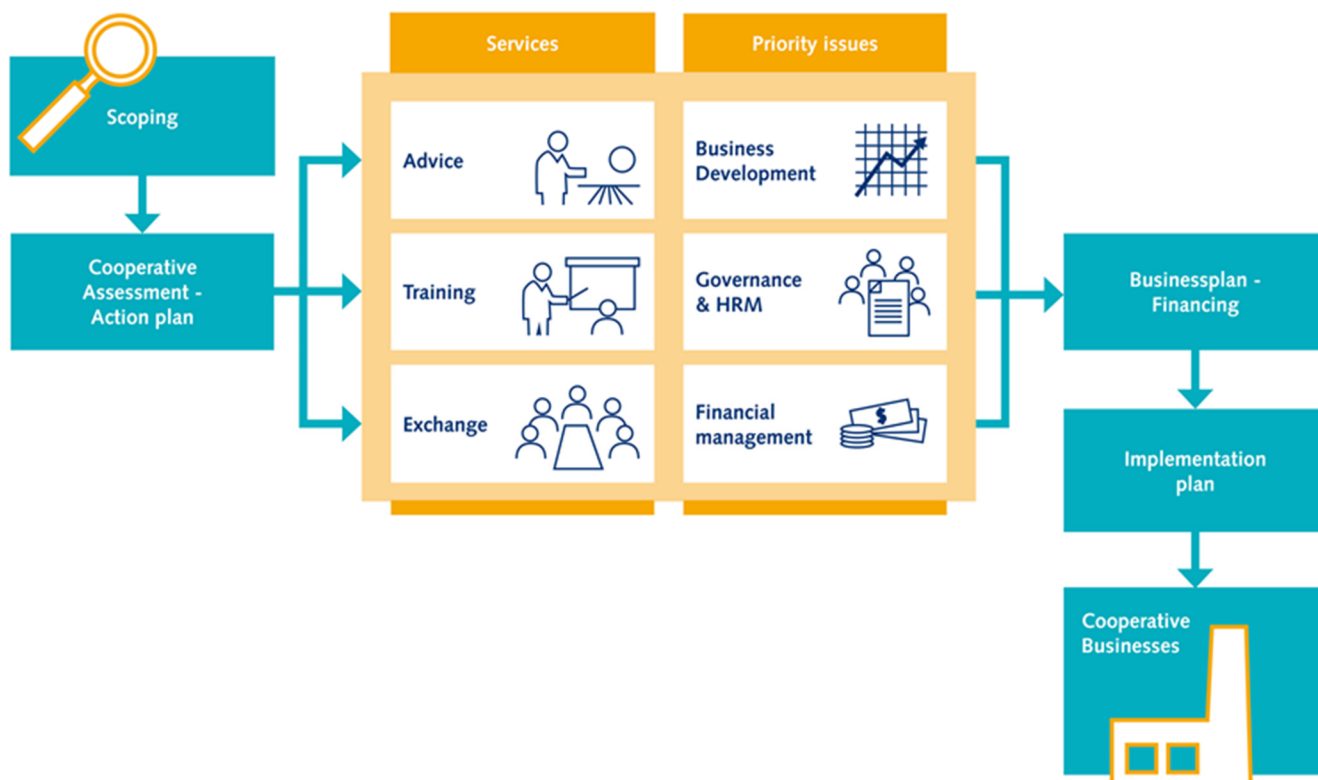 Services
Priority issues
Scoping
Advice
Business
Development
Cooperative
Assessment -
Action plan
Training
Governance
& HRM
Businessplan -
Financing
Exchange
Financial
management
$
Implementation
plan
Cooperative
Businesses